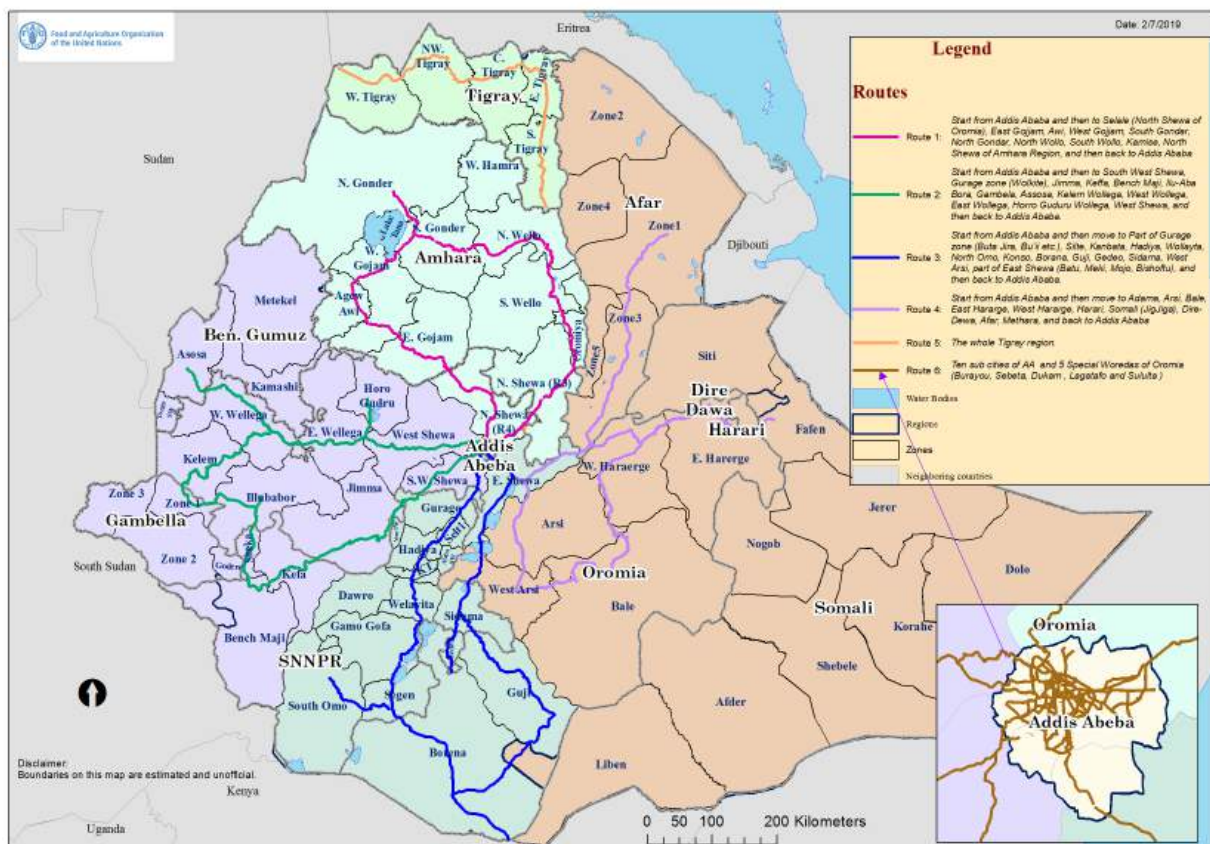 Food and Agriculture Organization
of the United Nations
Date: 2/7/2019
Legend
Routes
Route 1: Start from Addis Ababa and then to Selale (North Shewa of
Oromia), East Gojjam, Awi, West Gojjam, South Gondar,
North Gondar, North Wollo, South Wollo, Kamise, North
Shewa of Amhara Region, and then back to Addis Ababa
Route 2: Start from Addis Ababa and then to South West Shewa,
Gurage zone (Wolkite), Jimma, Keffa, Bench Maji, Ilu-Aba
Bora, Gambela, Assosa, Kelem Wollega, West Wollega,
East Wollega, Horro Guduru Wollega, West Shewa, and
then back to Addis Ababa.
Route 3: Start from Addis Ababa and then move to Part of Gurage
zone (Buta Jira, Bu'i etc.), Silte, Kenbata, Hadiya, Wollayta,
North Omo, Konso, Borana, Guji, Gedeo, Sidama, West
Arsi, part of East Shewa (Batu, Meki, Mojo, Bishoftu), and
then back to Addis Ababa.
Route 4: Start from Addis Ababa and then move to Adama, Arsi, Bale,
East Hararge, West Hararge, Harari, Somali (Jigjiga), Dire-
Dewa, Afar, Methara, and back to Addis Ababa
Route 5: The whole Tigray region
Route 6: Ten sub cities of AA and 5 Special Woredas of Oromia
(Burayou, Sebeta, Dukam , Lagatafo and Sululta )
Water Bodies
Regions
Zones
Neighboring countries
Eritrea
Sudan
Djibouti
South Sudan
Kenya
Uganda
NW.
Tigray
C.
Tigray
E. Tigray
W. Tigray
Tigray
S.
Tigray
Zone2
W. Hamra
N. Gonder
Zone4
Afar
Zone1
Lake
Tana
S. Gonder
N. Wello
W.
Gojam
Amhara
Metekel
Agew
Awi
S. Wello
Ben. Gumuz
E. Gojam
Oromiya
Zone3
Zone5
Siti
Asosa
Kamashi
Horo
Gudru
N. Shewa (R3)
Dire
Dawa
W. Wellega
N. Shewa
(R4)
Harari
Fafen
E. Wellega
West Shewa
Addis
Abeba
Kelem
W. Haraerge
E. Harerge
S.W. Shewa
E. Shewa
Zone 3
Zone 1
Illubabor
Jimma
Gurage
Gambella
Arsi
Jerer
Hadiya
Zone 2
Nogob
Kefa
Oromia
Dolo
Dawro
Welayita
West Arsi
Bale
Somali
Sidama
Korahe
Bench Maji
Gamo Gofa
SNNPR
Shebele
South Omo
Segen
Guji
Afder
Borena
Liben
Disclaimer:
Boundaries on this map are estimated and unofficial.
0 50 100 200 Kilometers
Oromia
Addis Abeba